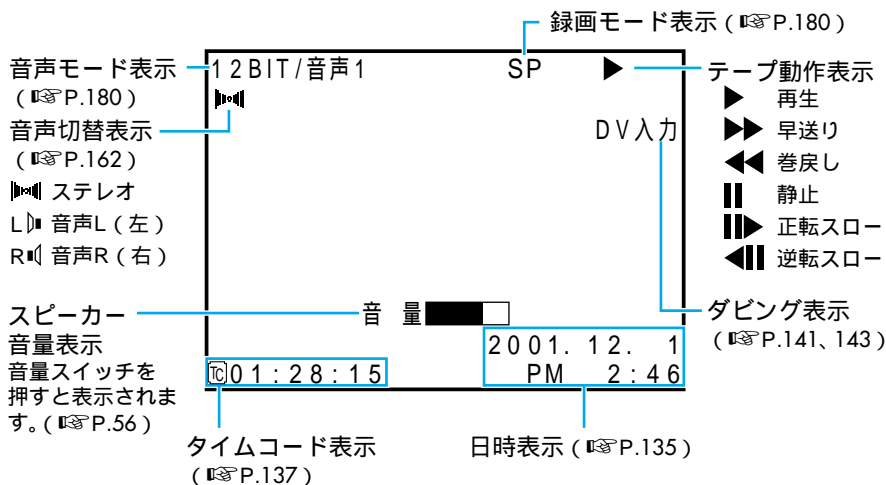 録画モード表示（☞P.180）
音声モード表示
（☞P.180）
音声切替表示
（☞P.162）
ステレオ
L 音声L（左）
R 音声R（右）
スピーカー
音量表示
音量スイッチを
押すと表示されま
す。（☞P.56）
12BIT/音声1
SP
DV入力
音量
2001. 12. 1
PM 2:46
TC 01:28:15
テープ動作表示
再生
早送り
巻戻し
静止
正転スロー
逆転スロー
ダビング表示
（☞P.141、143）
タイムコード表示
（☞P.137）
日時表示（☞P.135）